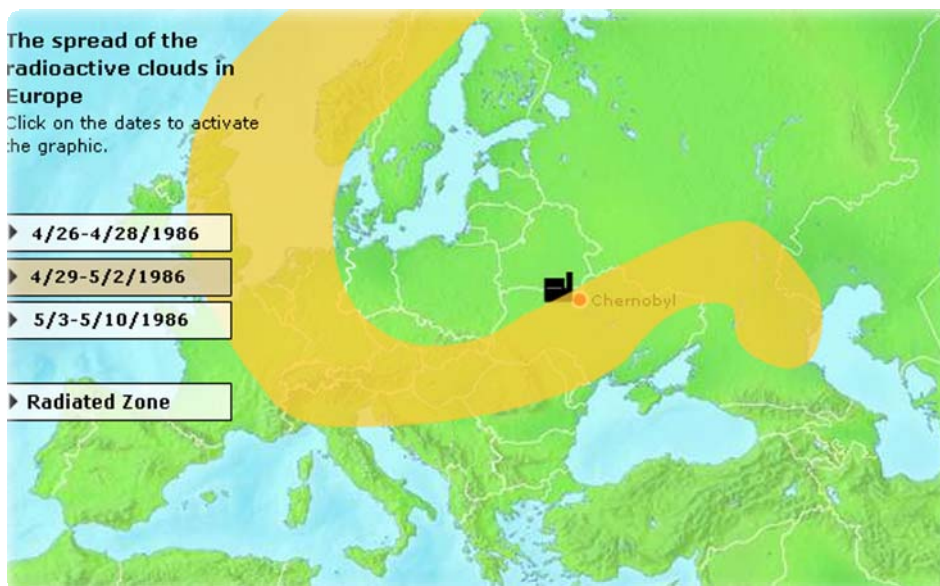 The spread of the
radioactive clouds in
Europe
Click on the dates to activate
the graphic.
4/26-4/28/1986
4/29-5/2/1986
5/3-5/10/1986
Radiated Zone
Chernobyl